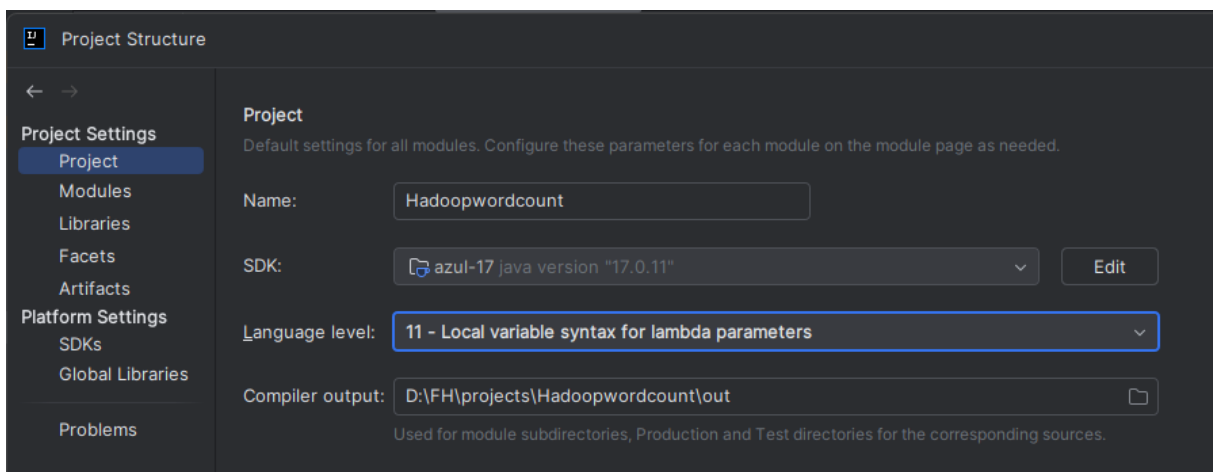 Project Structure
Project Settings
Project
Modules
Libraries
Facets
Artifacts
Platform Settings
SDKs
Global Libraries
Problems
Project
Default settings for all modules. Configure these parameters for each module on the module page as needed.
Name: Hadoopwordcount
SDK: azul-17 java version "17.0.11" Edit
Language level: 11 - Local variable syntax for lambda parameters
Compiler output: D:\FH\projects\Hadoopwordcount\out
Used for module subdirectories, Production and Test directories for the corresponding sources.